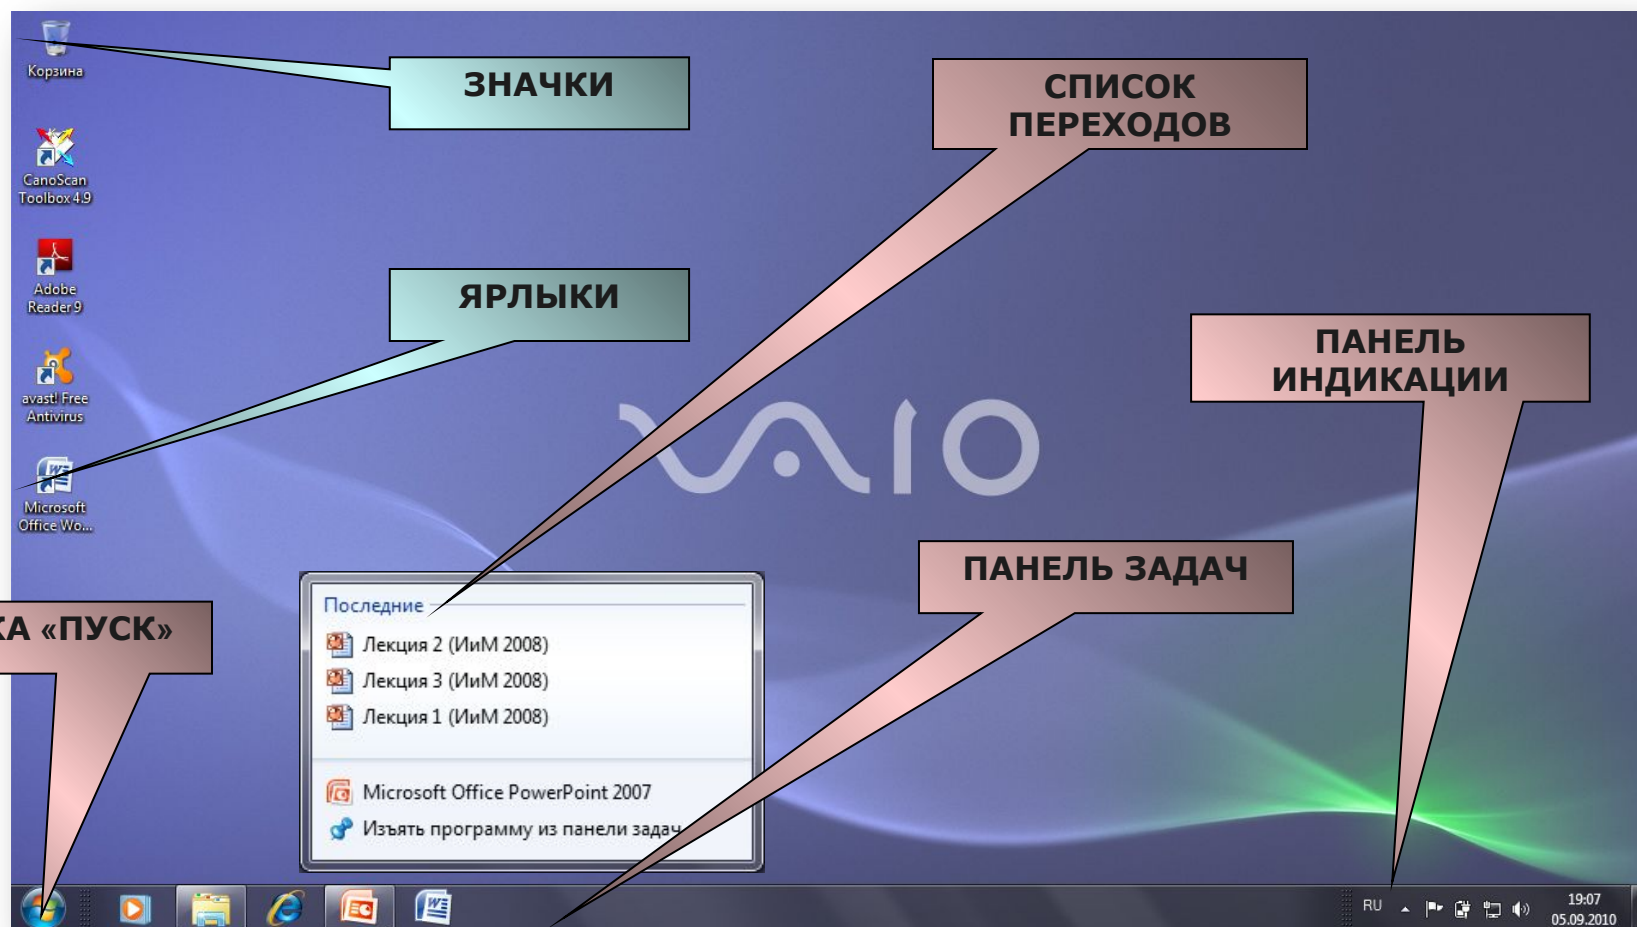 Корзина
ЗНАЧКИ
СПИСОК
ПЕРЕХОДОВ
CanoScan
Toolbox 4.9
Adobe
Reader 9
ЯРЛЫКИ
ПАНЕЛЬ
ИНДИКАЦИИ
avast! Free
Antivirus
VAIO
Microsoft
Office Wo...
ПАНЕЛЬ ЗАДАЧ
КА «ПУСК»
Последние
Лекция 2 (ИиМ 2008)
Лекция 3 (ИиМ 2008)
Лекция 1 (ИиМ 2008)
Microsoft Office PowerPoint 2007
Изъять программу из панели задач
RU
19:07
05.09.2010